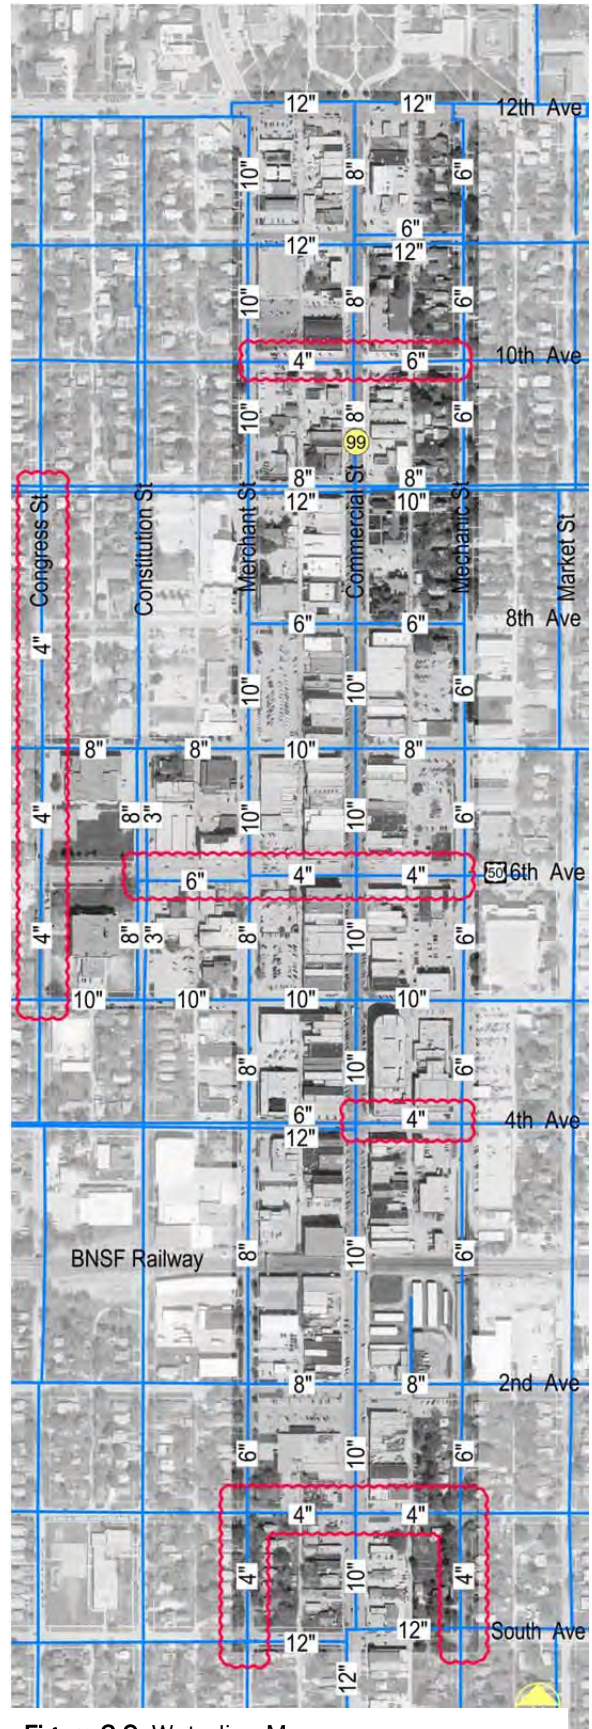 12" 12" 12th Ave
10" 8" 6"
6"
12" 12"
10" 8" 6"
4" 6" 10th Ave
10" 8" 6"
99
8" 8"
12" 10"
Congress St
Constitution St
Merchant St
Commercial St
Mechanic St
Market St
6" 6" 8th Ave
4"
10" 10" 6"
8" 8" 10" 8"
4" 8" 3" 10" 10" 6"
6" 4" 4" 50 6th Ave
4" 8" 3" 8" 10" 6"
10" 10" 10" 10"
8" 10" 6"
6" 4" 4th Ave
12"
BNSF Railway 8" 10" 6"
8" 8" 2nd Ave
6" 10" 6"
4" 4"
4" 10" 4"
12" 12" South Ave
12"